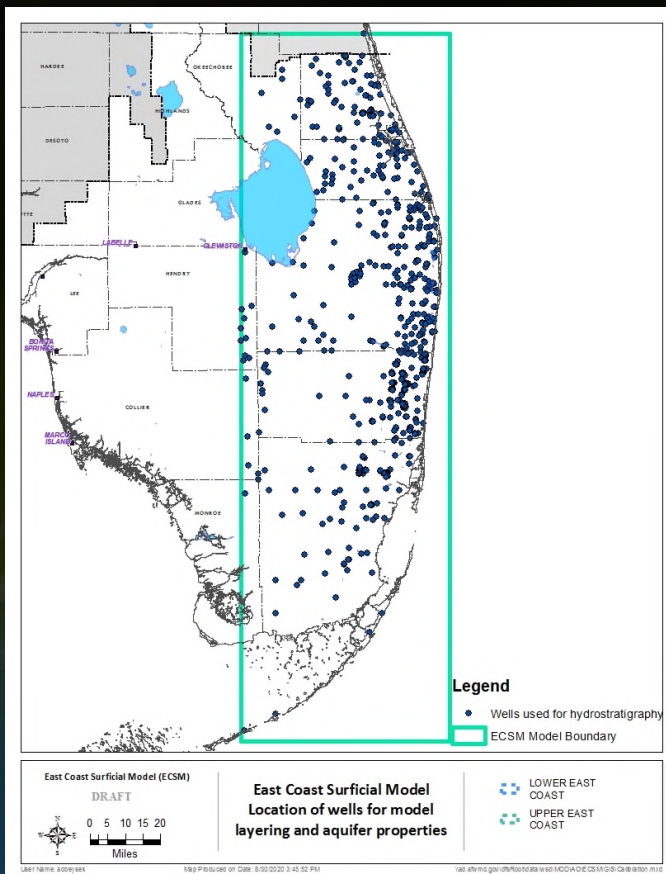 HARDEE
OKEECHOBEE
HIGHLANDS
DESOTO
GLADES
LABELLE
CLEWISTON
HENDRY
LEE
BONITA
SPRINGS
NAPLES
COLLIER
MARCO
ISLAND
MONROE
Legend
Wells used for hydrostratigraphy
ECSM Model Boundary
East Coast Surficial Model (ECSM)
DRAFT
N
W
E
S
0 5 10 15 20
Miles
East Coast Surficial Model
Location of wells for model
layering and aquifer properties
LOWER EAST
COAST
UPPER EAST
COAST
User Name: aobeysek
Map Produced on Date: 8/30/2020 3:45:52 PM